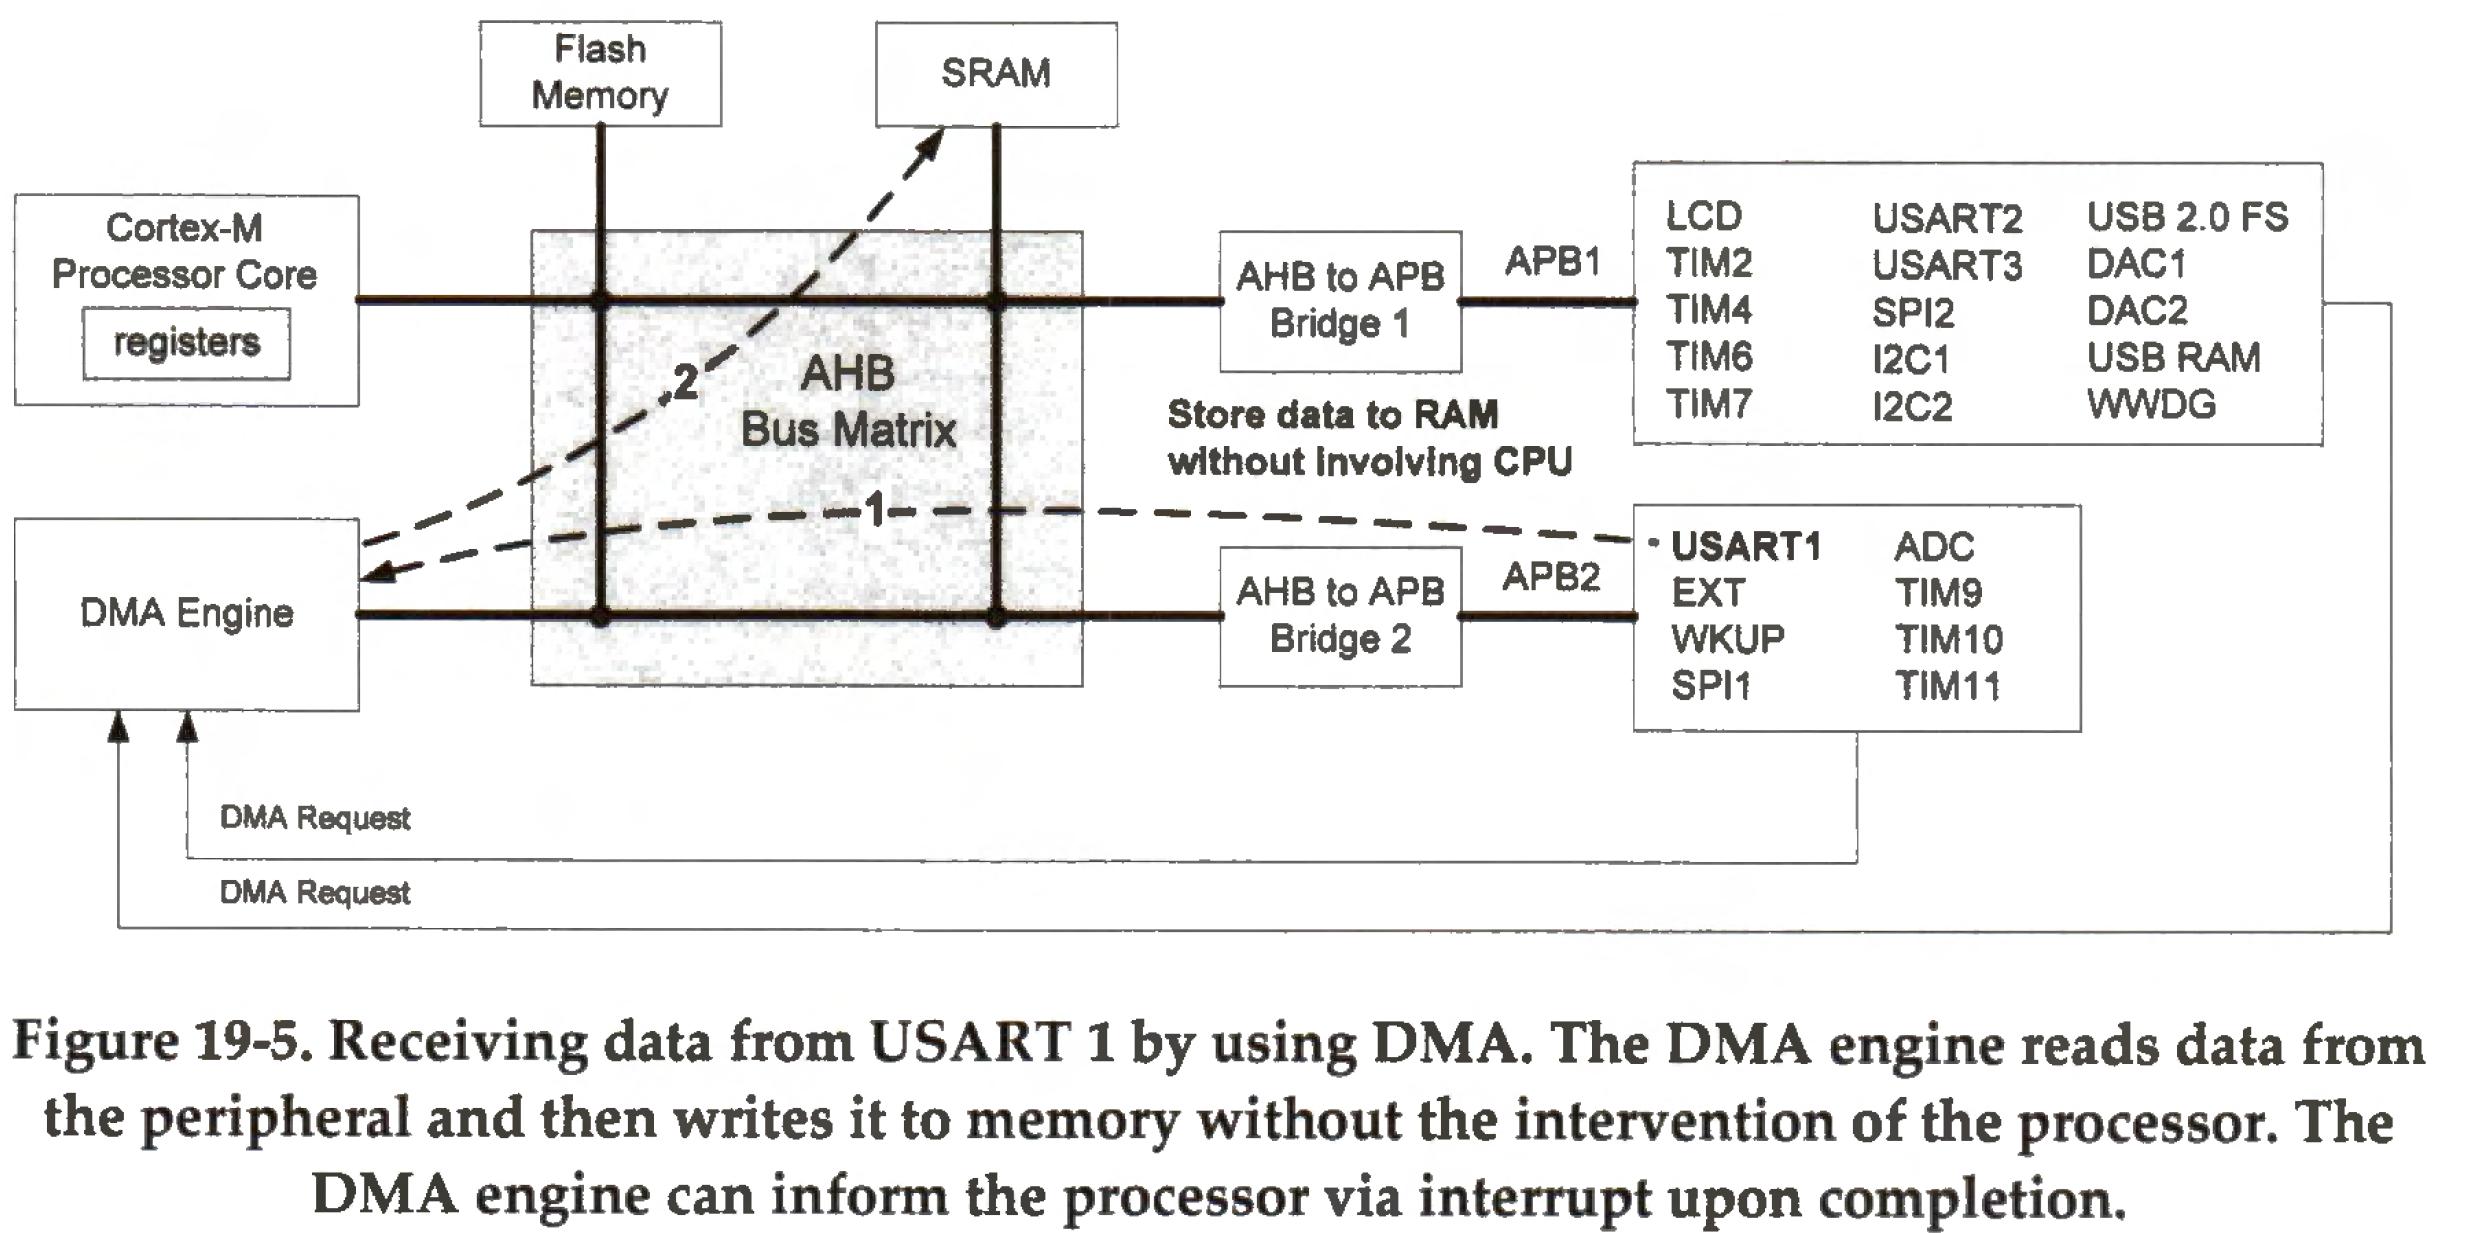 Flash
Memory
SRAM
Cortex-M
Processor Core
registers
AHB
Bus Matrix
2
1
AHB to APB
Bridge 1
APB1
LCD USART2 USB 2.0 FS
TIM2 USART3 DAC1
TIM4 SPI2 DAC2
TIM6 I2C1 USB RAM
TIM7 I2C2 WWDG
Store data to RAM
without involving CPU
DMA Engine
AHB to APB
Bridge 2
APB2
USART1 ADC
EXT TIM9
WKUP TIM10
SPI1 TIM11
DMA Request
DMA Request
Figure 19-5. Receiving data from USART 1 by using DMA. The DMA engine reads data from
the peripheral and then writes it to memory without the intervention of the processor. The
DMA engine can inform the processor via interrupt upon completion.